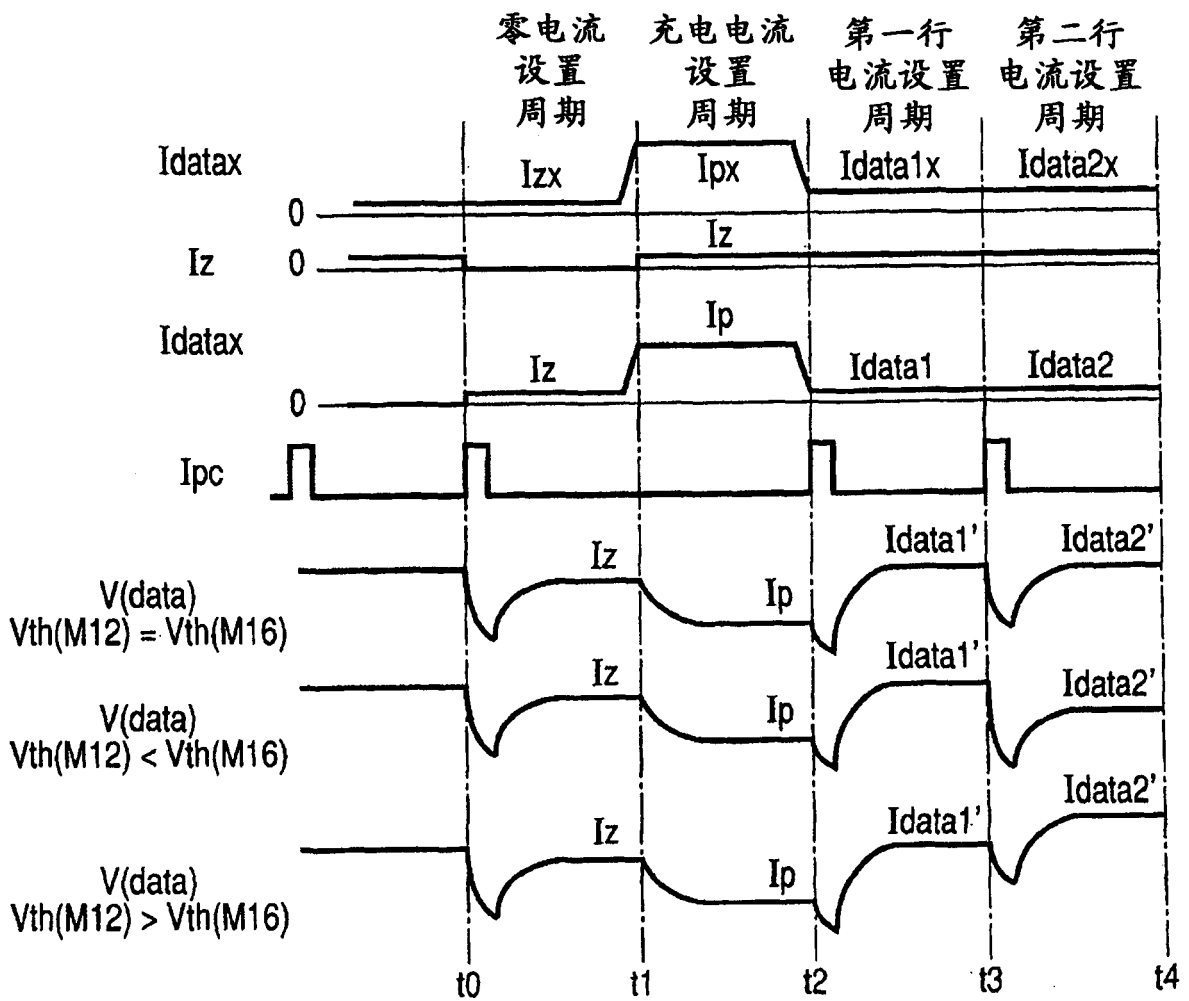 零电流
设置
周期
充电电流
设置
周期
第一行
电流设置
周期
第二行
电流设置
周期
Idatax
Izx
Ipx
Idata1x
Idata2x
0
Iz
0
Iz
Idatax
Iz
Ip
Idata1
Idata2
0
Ipc
V(data)
Vth(M12) = Vth(M16)
Iz
Ip
Idata1'
Idata2'
V(data)
Vth(M12) < Vth(M16)
Iz
Ip
Idata1'
Idata2'
V(data)
Vth(M12) > Vth(M16)
Iz
Ip
Idata1'
Idata2'
t0
t1
t2
t3
t4